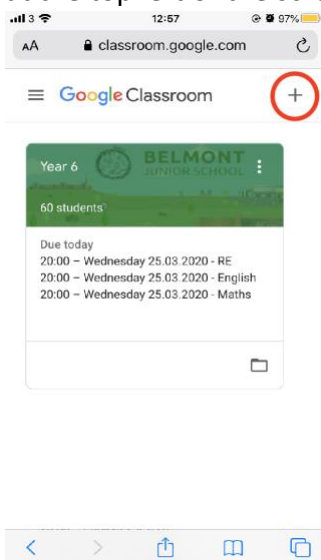 3 12:57 97%
AA classroom.google.com
Google Classroom +
Year 6 BELMONT
JUNIOR SCHOOL
60 students
Due today
20:00 – Wednesday 25.03.2020 - RE
20:00 – Wednesday 25.03.2020 - English
20:00 – Wednesday 25.03.2020 - Maths